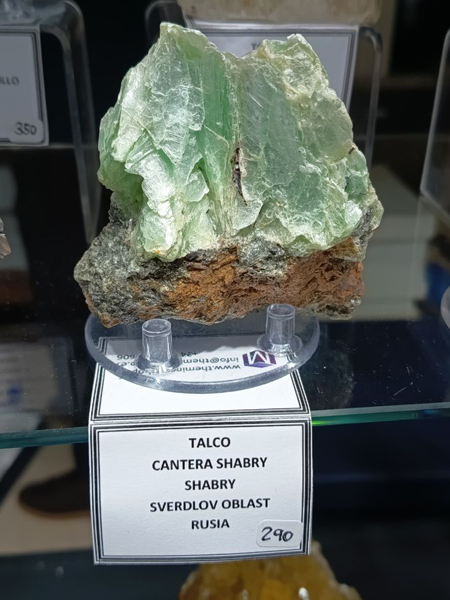 350
TALCO
CANTERA SHABRY
SHABRY
SVERDLOV OBLAST
RUSIA
290